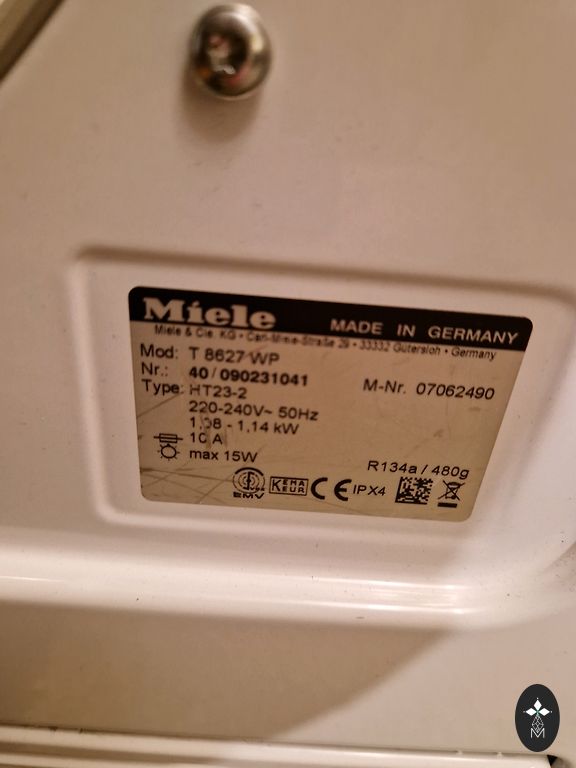 Miele
MADE IN GERMANY
Miele & Cie. KG • Carl-Miele-Straße 29 • 33332 Gütersloh • Germany
Mod: T 8627 WP
Nr.: 40/090231041
M-Nr. 07062490
Type: HT23-2
220-240V~ 50Hz
1,08 - 1,14 kW
10 A
max 15W
R134a / 480g
EMV
KEMA
KEUR
CE
IPX4
M